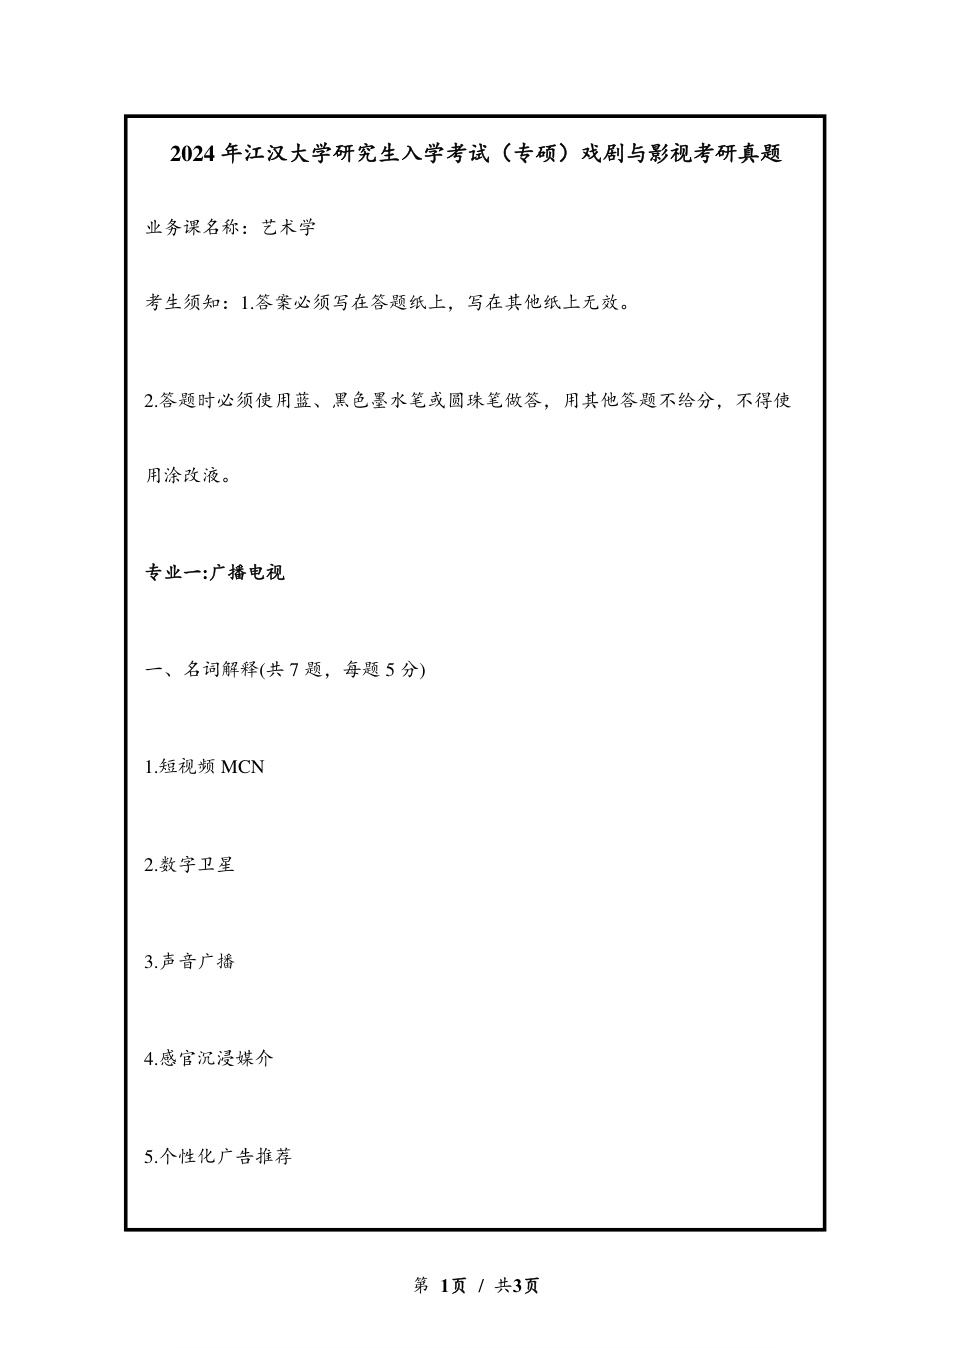 2024 年江汉大学研究生入学考试（专硕）戏剧与影视考研真题
业务课名称：艺术学
考生须知：1.答案必须写在答题纸上，写在其他纸上无效。
2.答题时必须使用蓝、黑色墨水笔或圆珠笔做答，用其他答题不给分，不得使
用涂改液。
专业一:广播电视
一、名词解释(共 7 题，每题 5 分)
1.短视频 MCN
2.数字卫星
3.声音广播
4.感官沉浸媒介
5.个性化广告推荐
第 1页 / 共3页